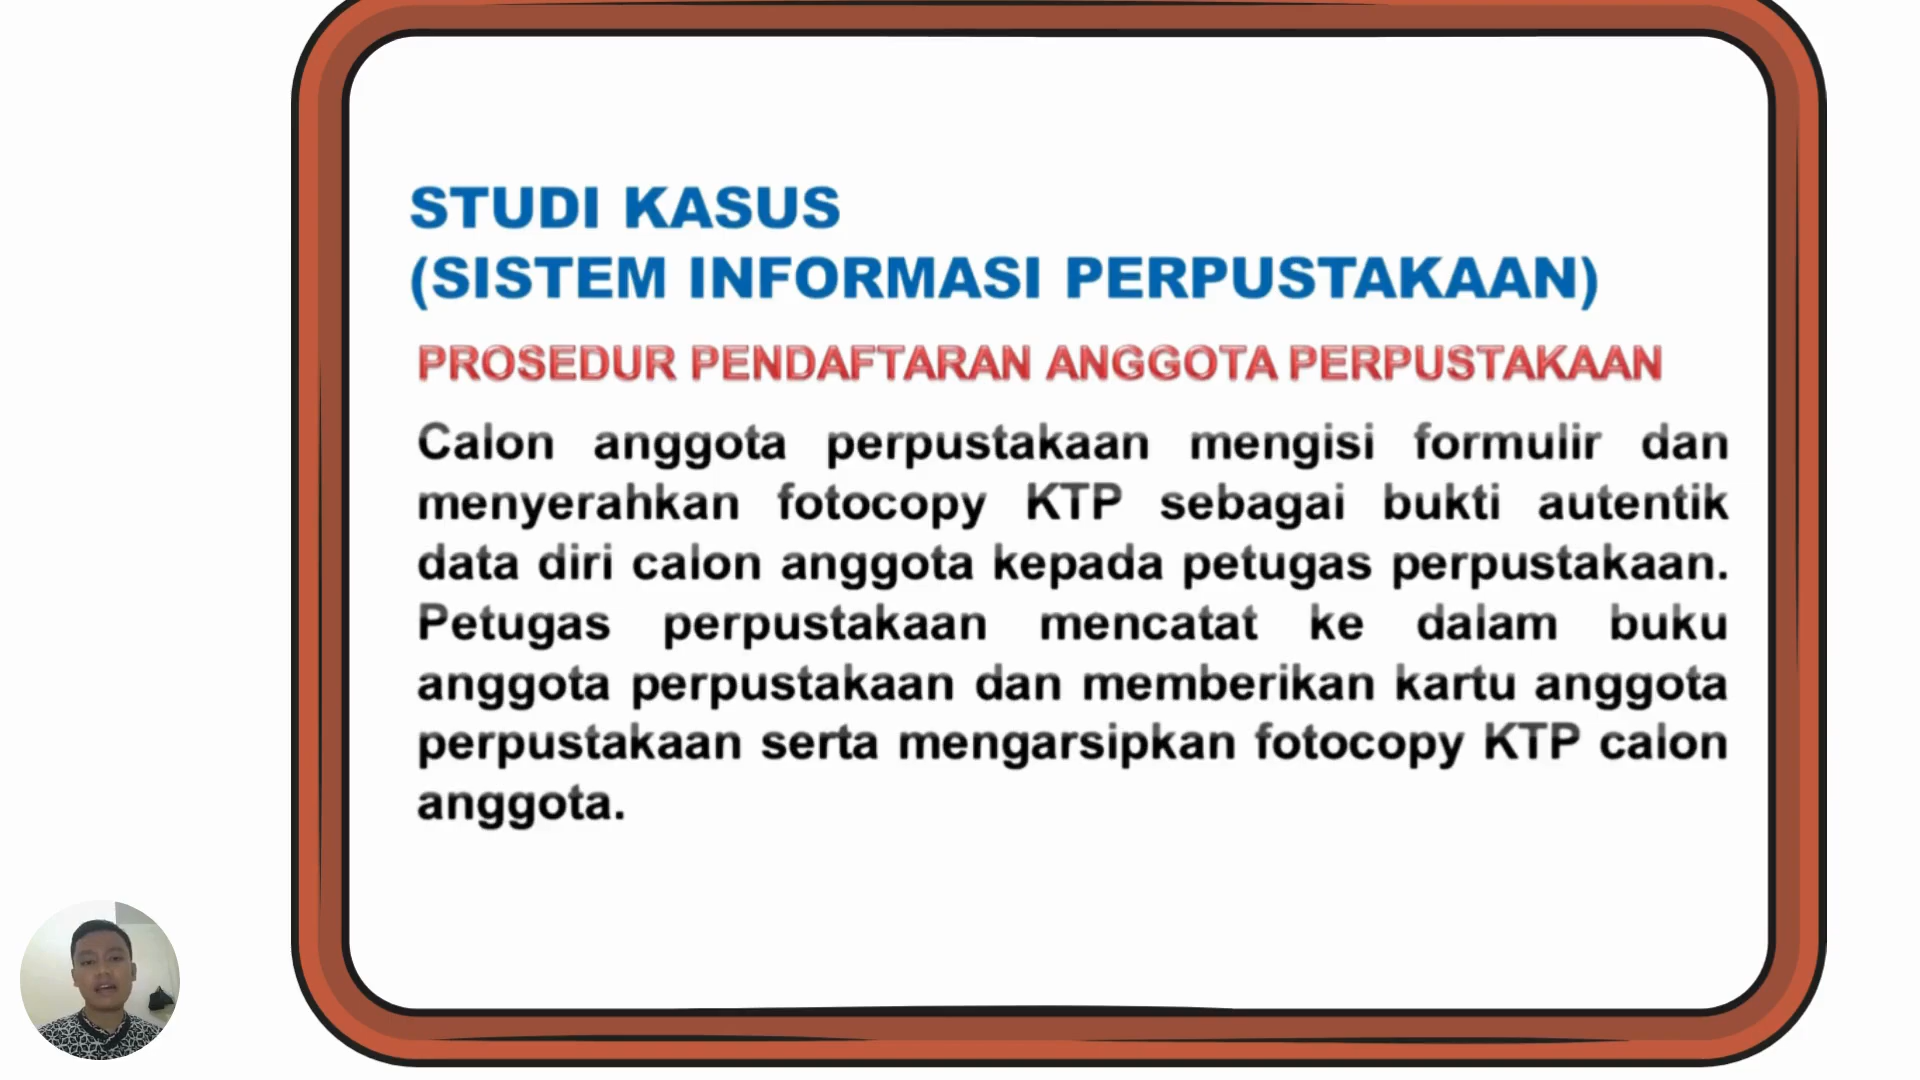 STUDI KASUS
(SISTEM INFORMASI PERPUSTAKAAN)
PROSEDUR PENDAFTARAN ANGGOTA PERPUSTAKAAN
Calon anggota perpustakaan mengisi formulir dan
menyerahkan fotocopy KTP sebagai bukti autentik
data diri calon anggota kepada petugas perpustakaan.
Petugas perpustakaan mencatat ke dalam buku
anggota perpustakaan dan memberikan kartu anggota
perpustakaan serta mengarsipkan fotocopy KTP calon
anggota.